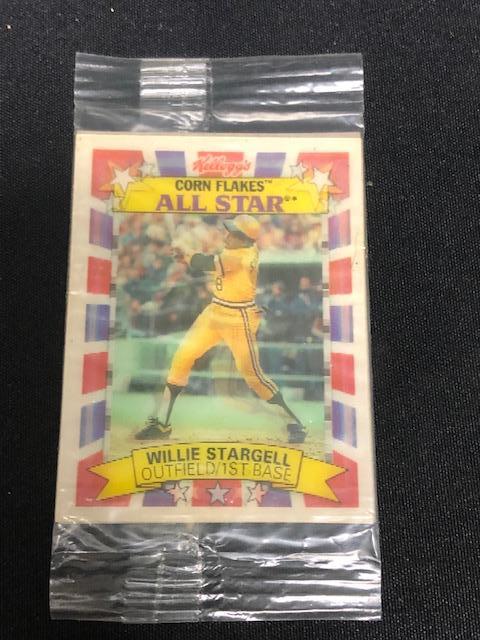 Kellogg's
CORN FLAKES™
ALL STAR®*
8
WILLIE STARGELL
OUTFIELD/1ST BASE